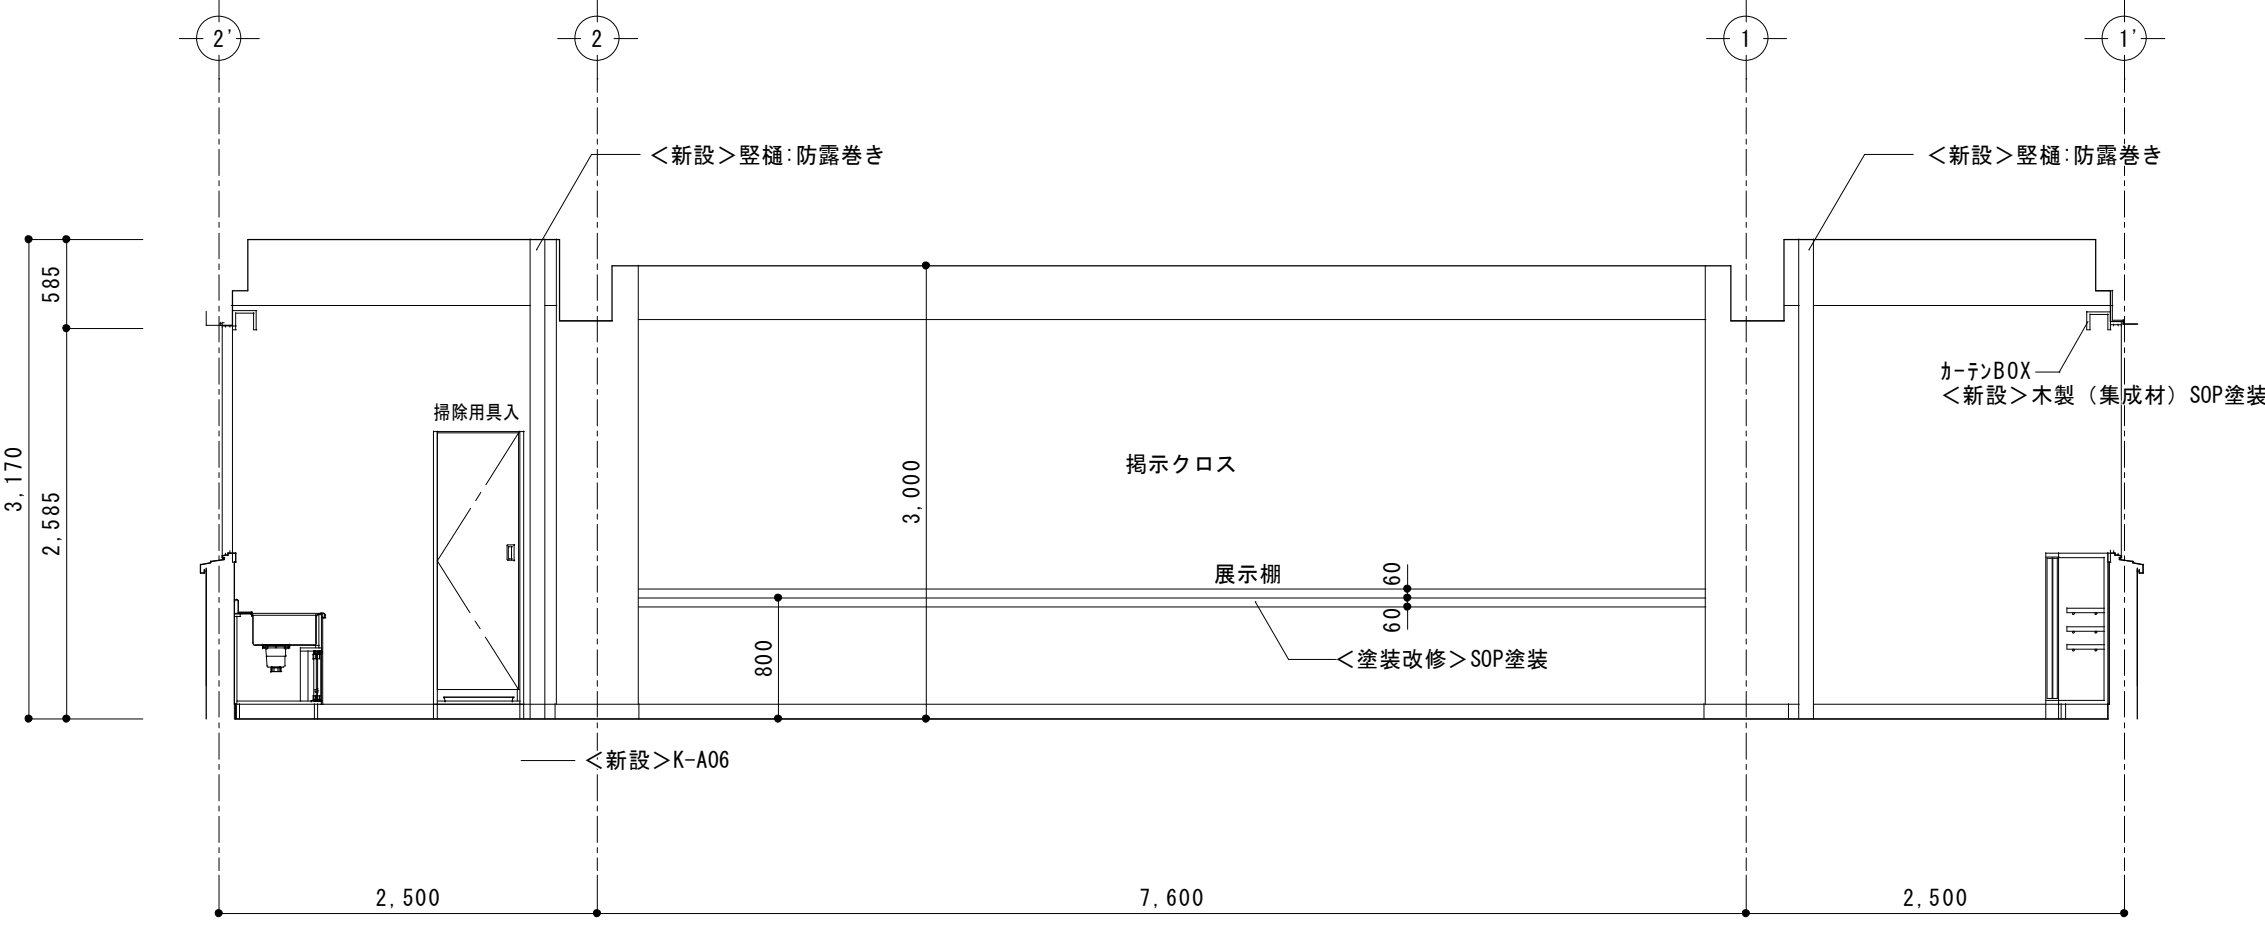 2'
2
1
1'
＜新設＞竪樋:防露巻き
＜新設＞竪樋:防露巻き
585
2,585
3,170
カーテンBOX
＜新設＞木製（集成材）SOP塗装
掃除用具入
掲示クロス
3,000
展示棚
60
60
800
＜塗装改修＞SOP塗装
＜新設＞K-A06
2,500
7,600
2,500